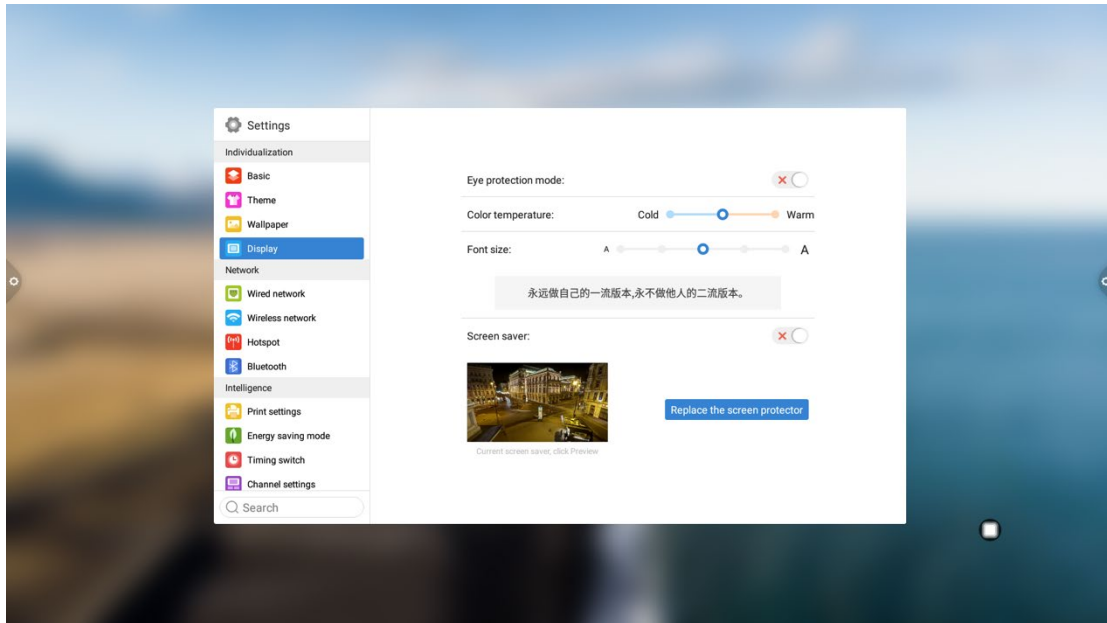 Settings
Individualization
Basic
Theme
Wallpaper
Display
Network
Wired network
Wireless network
Hotspot
Bluetooth
Intelligence
Print settings
Energy saving mode
Timing switch
Channel settings
Search
Eye protection mode:
Color temperature: Cold Warm
Font size: A A
永远做自己的一流版本,永不做他人的二流版本。
Screen saver:
Replace the screen protector
Current screen saver, click Preview